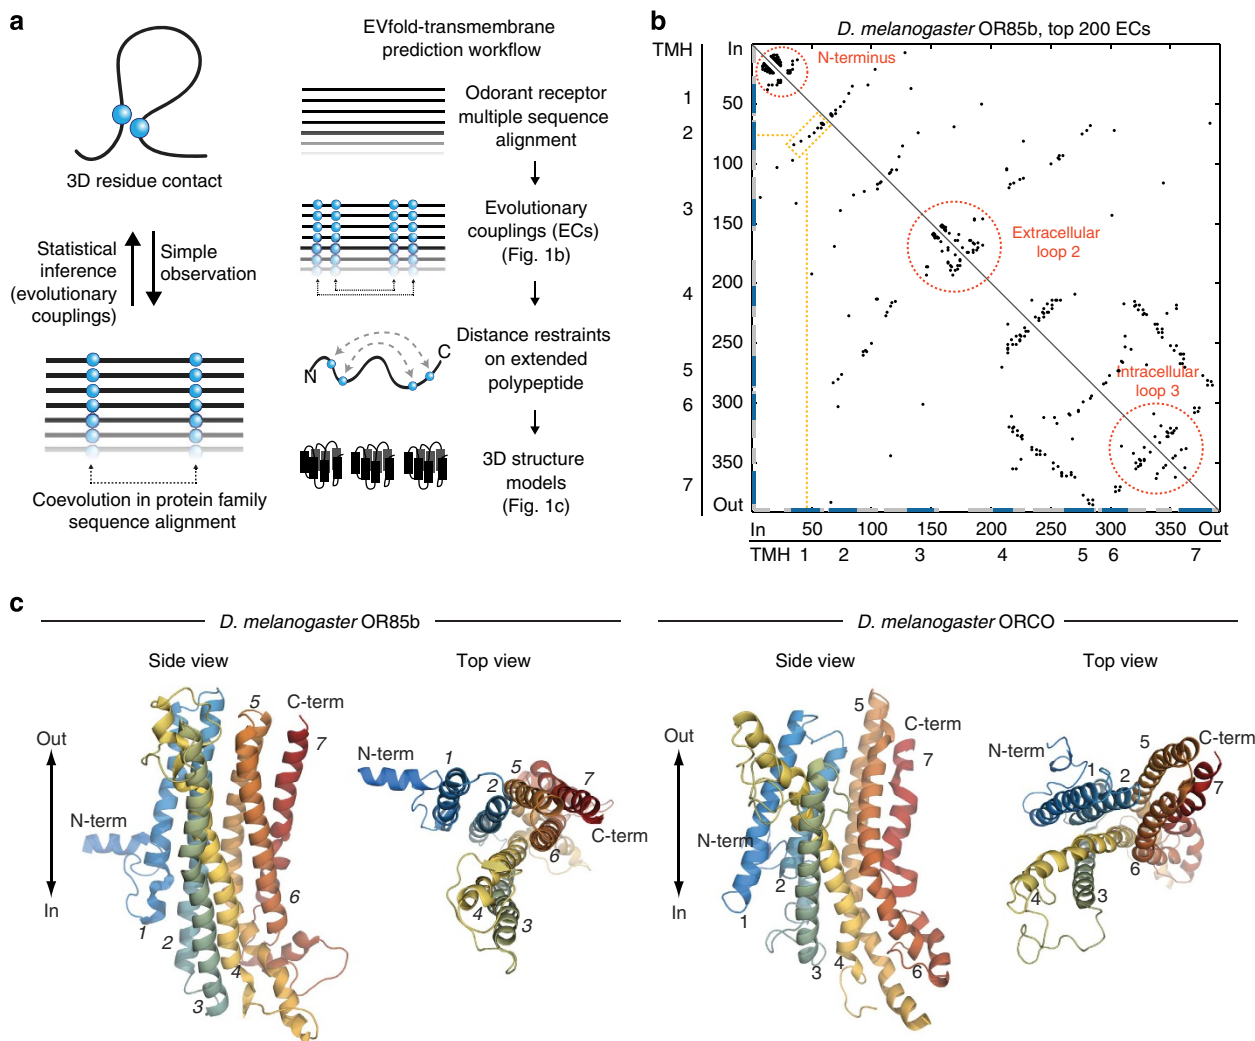 a
3D residue contact
Statistical
inference
(evolutionary
couplings)
Simple
observation
Coevolution in protein family
sequence alignment
EVfold-transmembrane
prediction workflow
Odorant receptor
multiple sequence
alignment
Evolutionary
couplings (ECs)
(Fig. 1b)
N
C
Distance restraints
on extended
polypeptide
3D structure
models
(Fig. 1c)
b
D. melanogaster OR85b, top 200 ECs
TMH
In
1
50
2
100
3
150
200
4
250
5
300
6
350
7
Out
N-terminus
Extracellular
loop 2
Intracellular
loop 3
In 50 100 150 200 250 300 350 Out
TMH 1 2 3 4 5 6 7
c
D. melanogaster OR85b
Side view
Top view
Out
In
N-term
C-term
1
2
3
4
5
6
7
N-term
C-term
1
2
3
4
5
6
7
D. melanogaster ORCO
Side view
Top view
Out
In
N-term
C-term
1
2
3
4
5
6
7
N-term
C-term
1
2
3
4
5
6
7